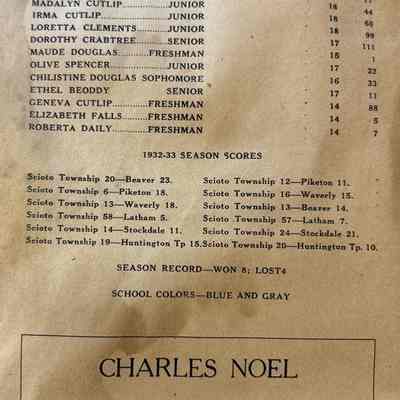 MADALYN CUTLIP......JUNIOR 18
IRMA CUTLIP............JUNIOR 18 44
LORETTA CLEMENTS..JUNIOR 18 68
DOROTHY CRABTREE....SENIOR 18 99
MAUDE DOUGLAS........FRESHMAN 17 111
OLIVE SPENCER..........JUNIOR 15 1
CHILISTINE DOUGLAS SOPHOMORE 17 22
ETHEL BEODDY SENIOR 16 33
GENEVA CUTLIP..........FRESHMAN 17 11
ELIZABETH FALLS......FRESHMAN 14 88
ROBERTA DAILY..........FRESHMAN 14 5
14 7
1932-33 SEASON SCORES
Scioto Township 20—Beaver 23. Scioto Township 12—Piketon 11.
Scioto Township 6—Piketon 18. Scioto Township 16—Waverly 15.
Scioto Township 13—Waverly 18. Scioto Township 13—Beaver 14.
Scioto Township 58—Latham 5. Scioto Township 57—Latham 7.
Scioto Township 14—Stockdale 11. Scioto Township 24—Stockdale 21.
Scioto Township 19—Huntington Tp 15. Scioto Township 20—Huntington Tp. 10.
SEASON RECORD—WON 8; LOST4
SCHOOL COLORS—BLUE AND GRAY
CHARLES NOEL